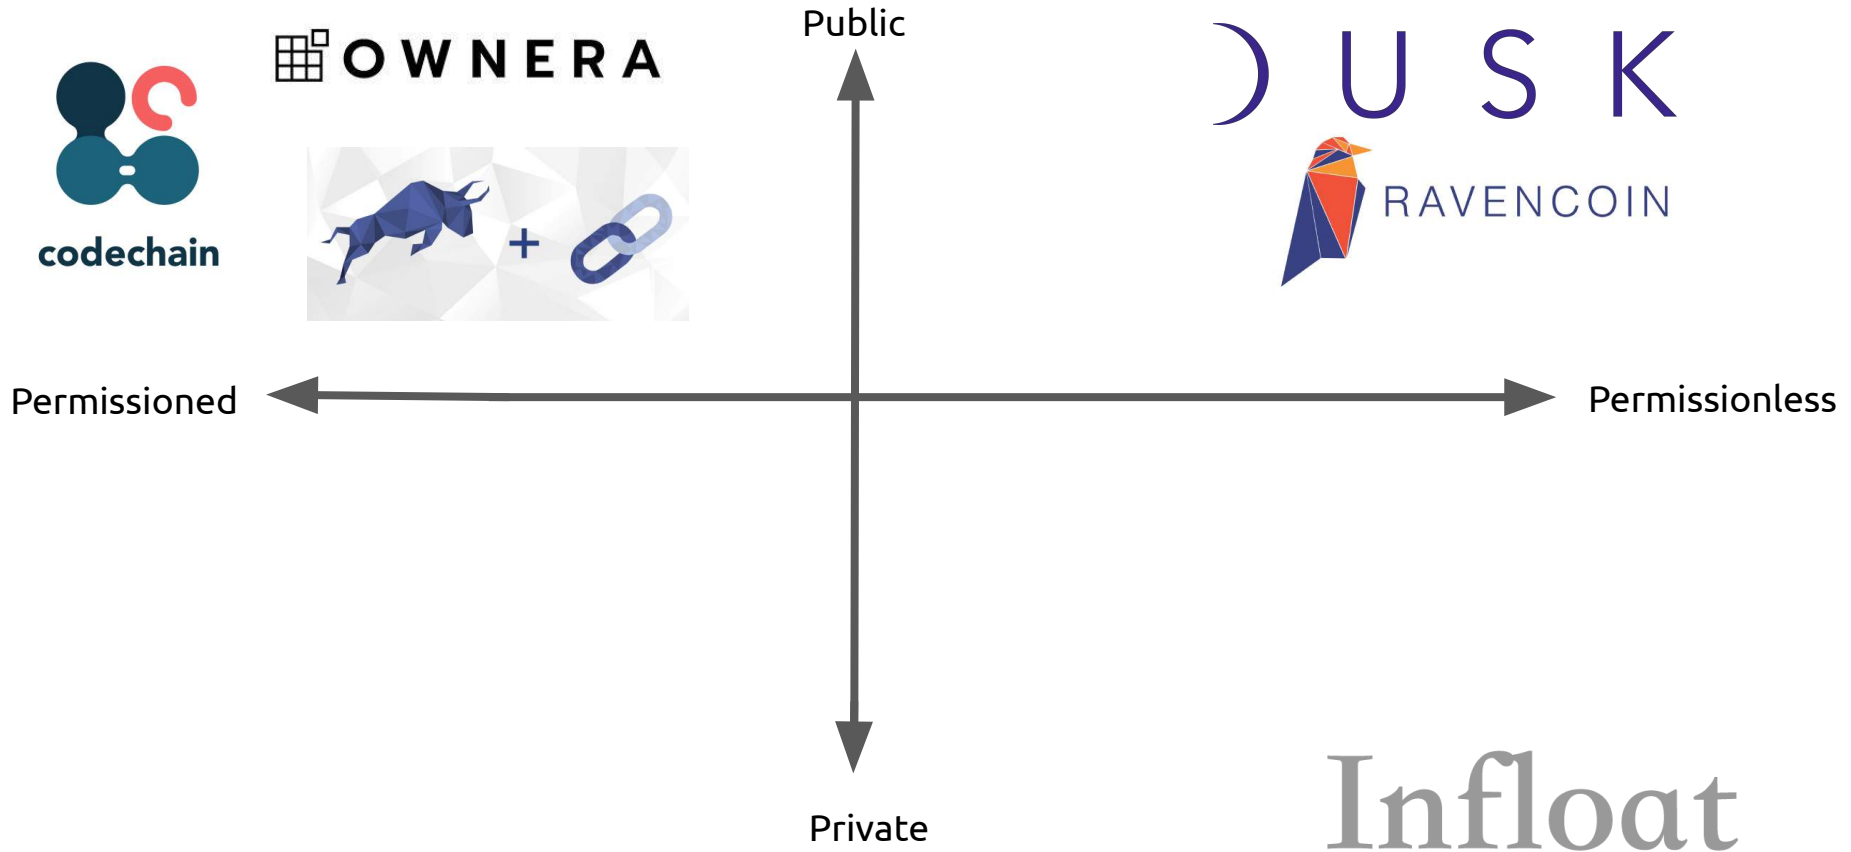 Public
OWNERA
DUSK
codechain
+
RAVENCOIN
Permissioned
Permissionless
Private
Infloat